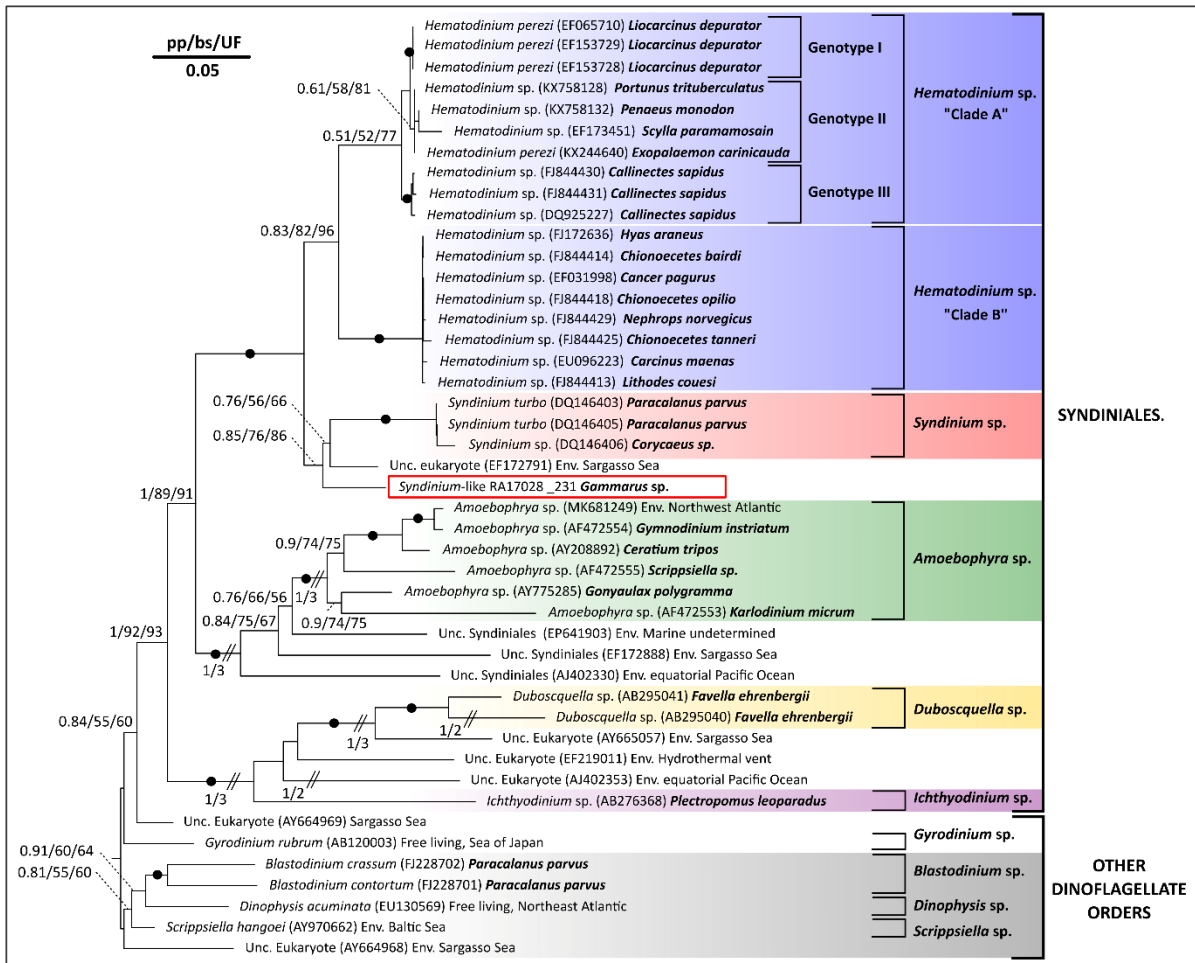 pp/bs/UF
0.05
Hematodinium perezi (EF065710) Liocarcinus depurator
Hematodinium perezi (EF153729) Liocarcinus depurator
Hematodinium perezi (EF153728) Liocarcinus depurator
Genotype I
0.61/58/81
Hematodinium sp. (KX758128) Portunus trituberculatus
Hematodinium sp. (KX758132) Penaeus monodon
Hematodinium sp. (EF173451) Scylla paramamosain
Hematodinium perezi (KX244640) Exopalaemon carinicauda
Genotype II
0.51/52/77
Hematodinium sp. (FJ844430) Callinectes sapidus
Hematodinium sp. (FJ844431) Callinectes sapidus
Hematodinium sp. (DQ925227) Callinectes sapidus
Genotype III
Hematodinium sp.
"Clade A"
0.83/82/96
Hematodinium sp. (FJ172636) Hyas araneus
Hematodinium sp. (FJ844414) Chionoecetes bairdi
Hematodinium sp. (EF031998) Cancer pagurus
Hematodinium sp. (FJ844418) Chionoecetes opilio
Hematodinium sp. (FJ844429) Nephrops norvegicus
Hematodinium sp. (FJ844425) Chionoecetes tanneri
Hematodinium sp. (EU096223) Carcinus maenas
Hematodinium sp. (FJ844413) Lithodes couesi
Hematodinium sp.
"Clade B"
0.76/56/66
0.85/76/86
Syndinium turbo (DQ146403) Paracalanus parvus
Syndinium turbo (DQ146405) Paracalanus parvus
Syndinium sp. (DQ146406) Corycaeus sp.
Syndinium sp.
SYNDINIALES.
Unc. eukaryote (EF172791) Env. Sargasso Sea
Syndinium-like RA17028 _231 Gammarus sp.
1/89/91
Amoebophrya sp. (MK681249) Env. Northwest Atlantic
Amoebophyra sp. (AF472554) Gymnodinium instriatum
Amoebophyra sp. (AY208892) Ceratium tripos
Amoebophyra sp. (AF472555) Scrippsiella sp.
Amoebophyra sp. (AY775285) Gonyaulax polygramma
Amoebophyra sp. (AF472553) Karlodinium micrum
Amoebophyra sp.
0.9/74/75
1/3
0.9/74/75
0.76/66/56
0.84/75/67
1/3
1/92/93
Unc. Syndiniales (EP641903) Env. Marine undetermined
Unc. Syndiniales (EF172888) Env. Sargasso Sea
Unc. Syndiniales (AJ402330) Env. equatorial Pacific Ocean
0.84/55/60
Duboscquella sp. (AB295041) Favella ehrenbergii
Duboscquella sp. (AB295040) Favella ehrenbergii
Duboscquella sp.
1/2
1/3
Unc. Eukaryote (AY665057) Env. Sargasso Sea
Unc. Eukaryote (EF219011) Env. Hydrothermal vent
Unc. Eukaryote (AJ402353) Env. equatorial Pacific Ocean
1/3
1/2
Ichthyodinium sp. (AB276368) Plectropomus leoparadus
Ichthyodinium sp.
Unc. Eukaryote (AY664969) Sargasso Sea
Gyrodinium rubrum (AB120003) Free living, Sea of Japan
Gyrodinium sp.
0.91/60/64
0.81/55/60
Blastodinium crassum (FJ228702) Paracalanus parvus
Blastodinium contortum (FJ228701) Paracalanus parvus
Blastodinium sp.
Dinophysis acuminata (EU130569) Free living, Northeast Atlantic
Dinophysis sp.
Scrippsiella hangoei (AY970662) Env. Baltic Sea
Scrippsiella sp.
Unc. Eukaryote (AY664968) Env. Sargasso Sea
OTHER
DINOFLAGELLATE
ORDERS